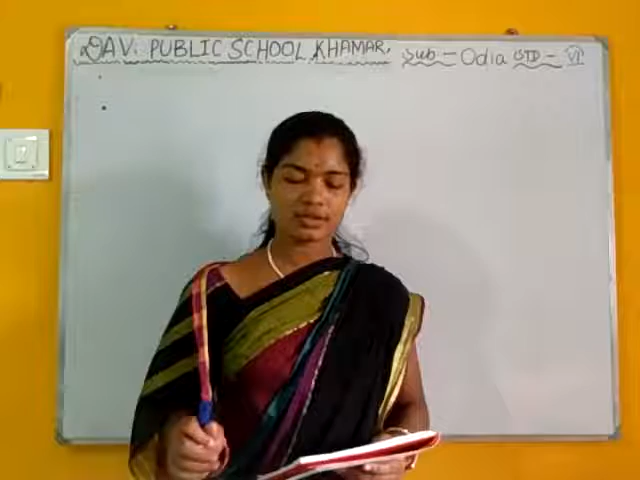 DAV. PUBLIC SCHOOL, KHAMAR, Sub - Odia STD - VI